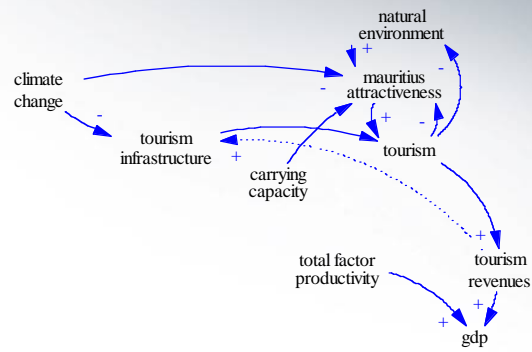 natural
environment
+
-
climate
change
mauritius
attractiveness
-
-
+
-
tourism
infrastructure
+
tourism
carrying
capacity
+
total factor
productivity
tourism
revenues
+
+
gdp